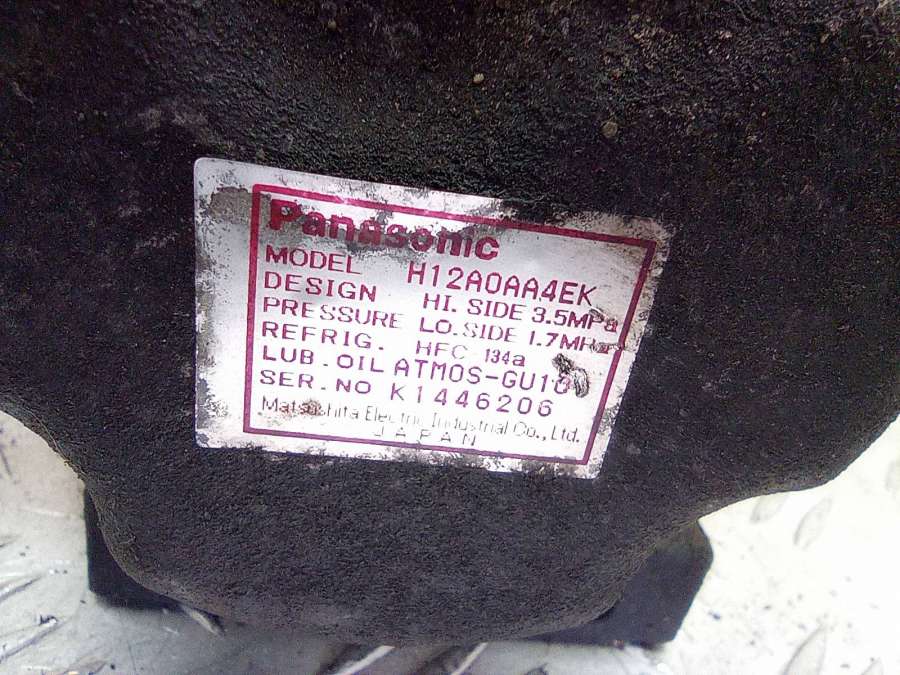 Panasonic
MODEL H12A0AA4EK
DESIGN HI. SIDE 3.5MPa
PRESSURE LO. SIDE 1.7MPa
REFRIG. HFC 134a
LUB. OIL ATMOS-GU10
SER. NO K1446206
Matsushita Electric Industrial Co., Ltd.
JAPAN